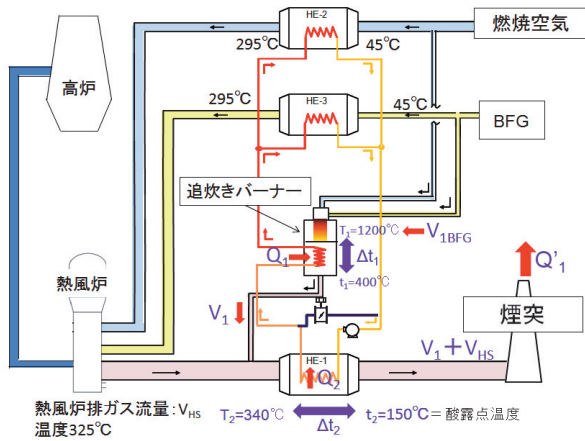 HE-2
295℃
45℃
燃焼空気
高炉
295℃
HE-3
45℃
BFG
追炊きバーナー
T₁=1200℃
V₁BFG
Q₁
Δt₁
t₁=400℃
Q'₁
熱風炉
V₁
煙突
V₁＋VHS
HE-1
Q₂
熱風炉排ガス流量:VHS
温度325℃
T₂=340℃
Δt₂
t₂=150℃=酸露点温度